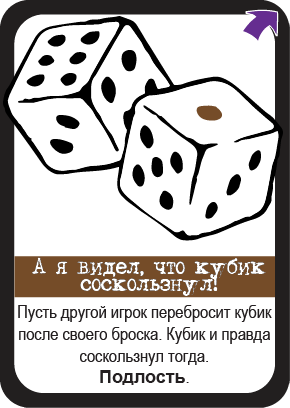 А я видел, что кубик
соскользнул!
Пусть другой игрок перебросит кубик
после своего броска. Кубик и правда
соскользнул тогда.
Подлость.